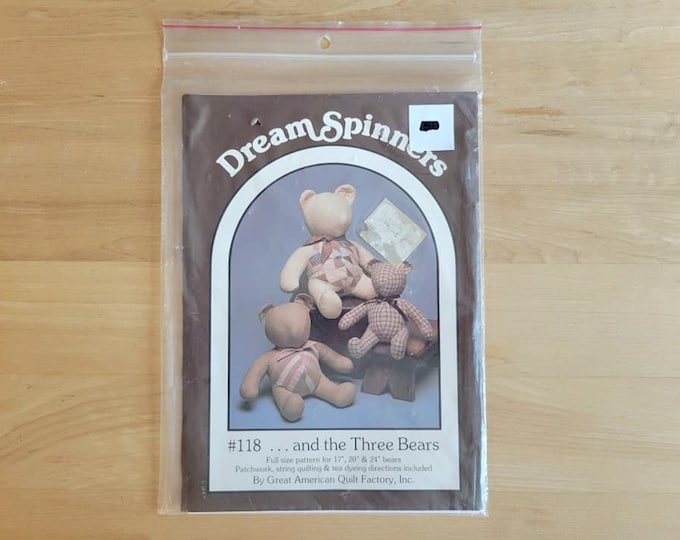 Dream Spinners
#118 ... and the Three Bears
Full size pattern for 17", 20" & 24" bears
Patchwork, string quilting & tea dyeing directions included
By Great American Quilt Factory, Inc.